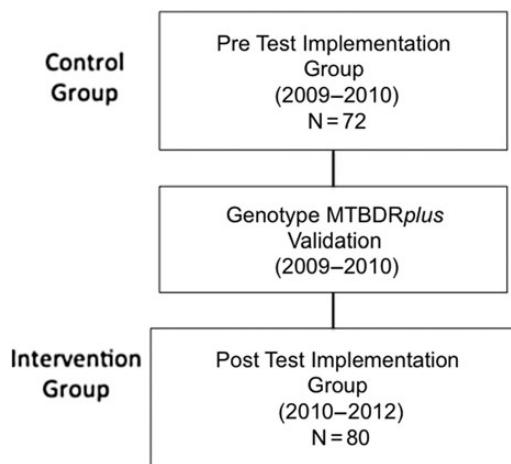 Control
Group
Pre Test Implementation
Group
(2009–2010)
N = 72
Genotype MTBDRplus
Validation
(2009–2010)
Intervention
Group
Post Test Implementation
Group
(2010–2012)
N = 80